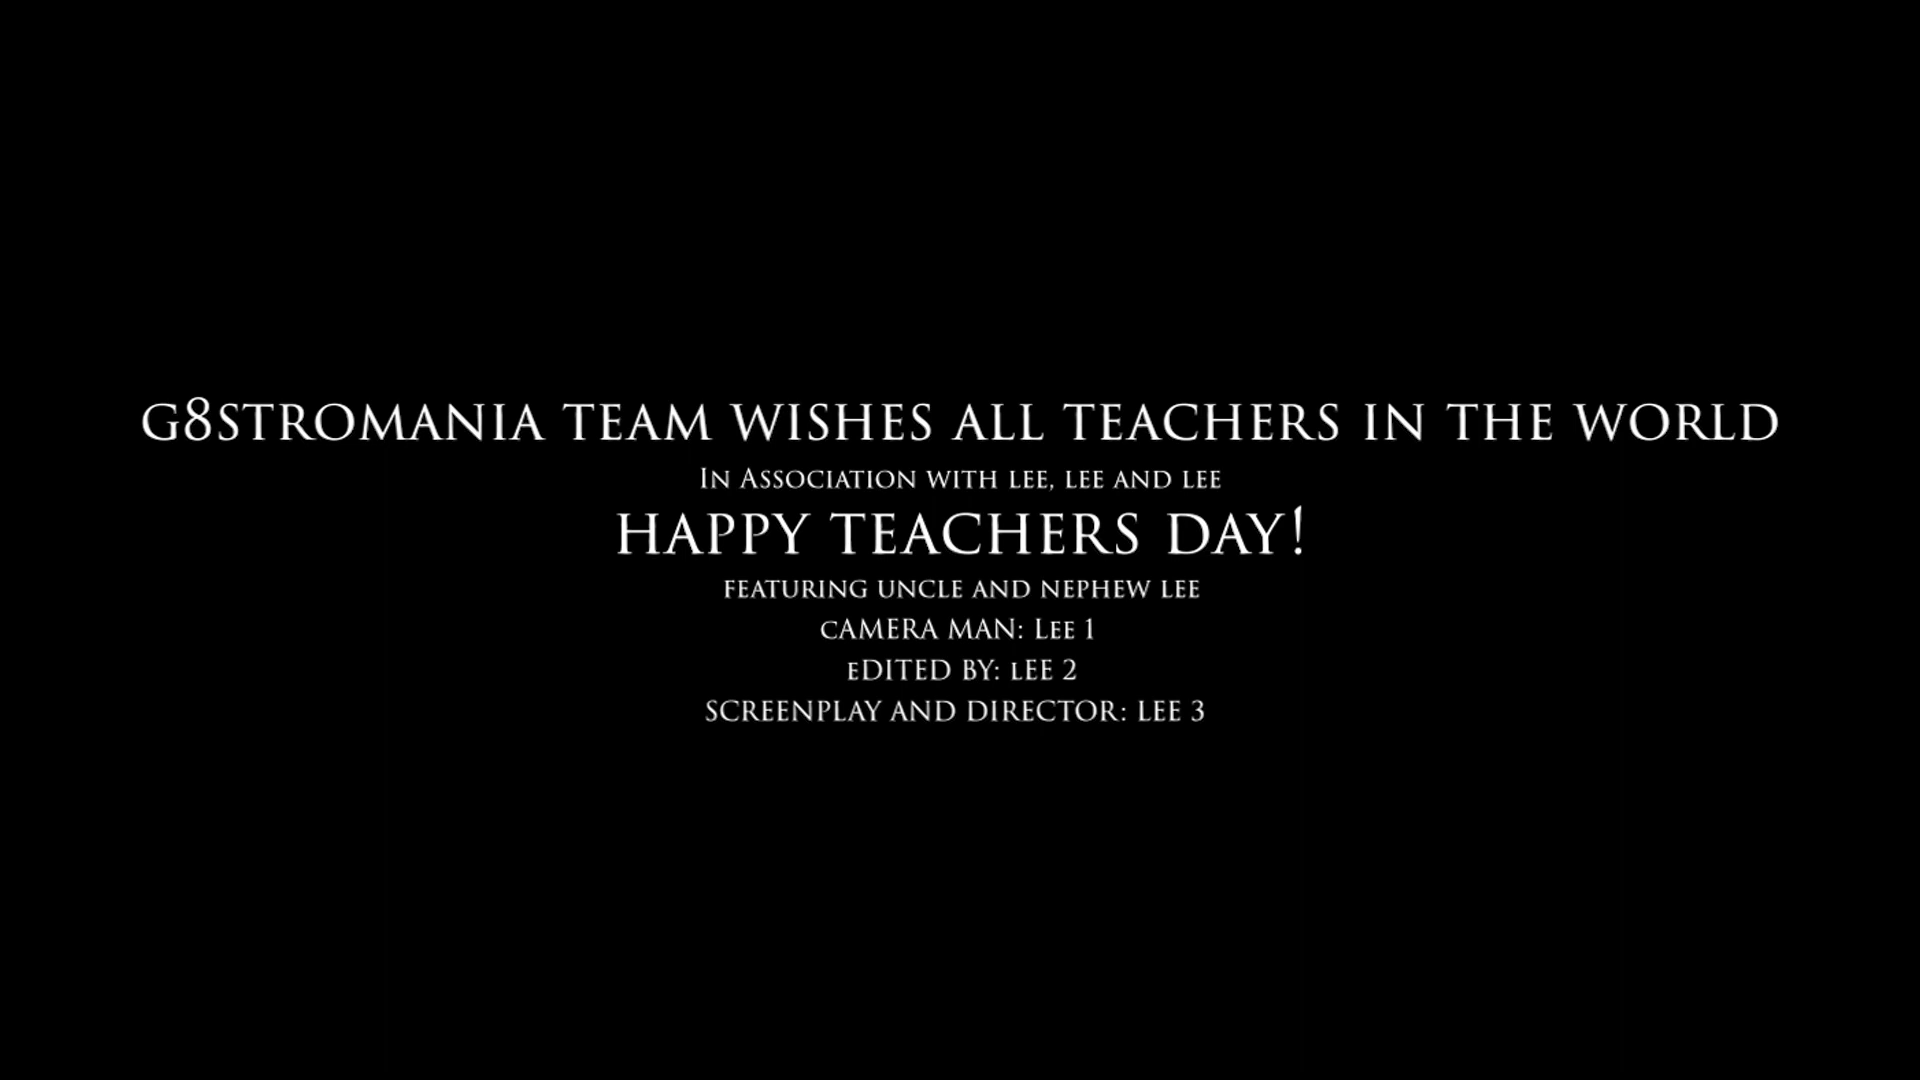 G8STROMANIA TEAM WISHES ALL TEACHERS IN THE WORLD
In Association with lee, lee and lee
HAPPY TEACHERS DAY!
FEATURING UNCLE AND NEPHEW LEE
cAMERA MAN: Lee 1
eDITED BY: lEE 2
SCREENPLAY AND DIRECTOR: LEE 3